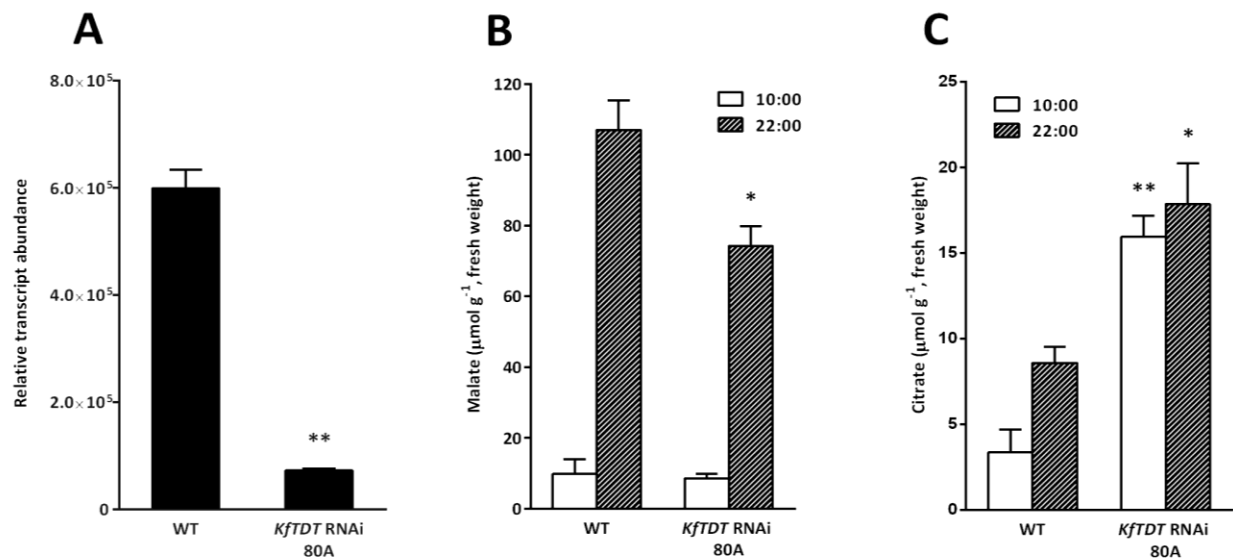 A
Relative transcript abundance
8.0×10⁵
6.0×10⁵
4.0×10⁵
2.0×10⁵
0
**
WT
KfTDT RNAi
80A
B
Malate (µmol g⁻¹, fresh weight)
120
100
80
60
40
20
0
10:00
22:00
*
WT
KfTDT RNAi
80A
C
Citrate (µmol g⁻¹, fresh weight)
25
20
15
10
5
0
10:00
22:00
**
*
WT
KfTDT RNAi
80A